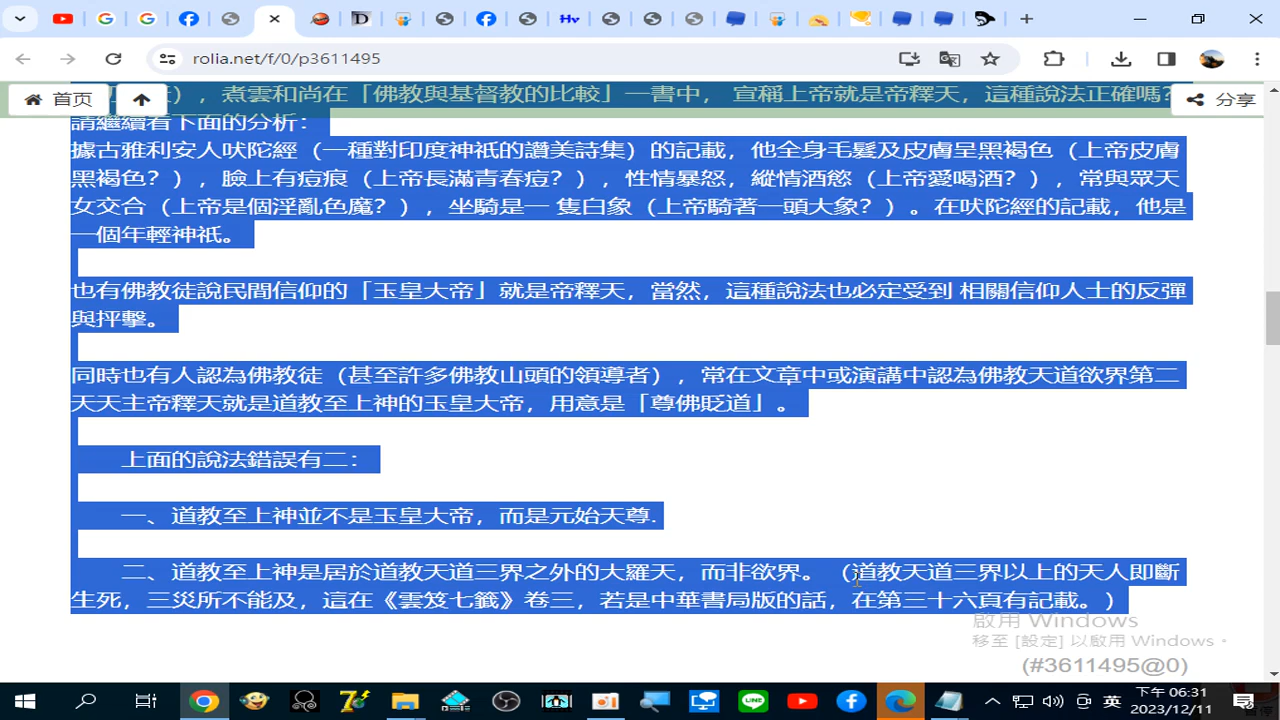 rolia.net/f/0/p3611495
首页
分享
），煮雲和尚在「佛教與基督教的比較」一書中， 宣稱上帝就是帝釋天，這種說法正確嗎？
請繼續看下面的分析：
據古雅利安人吠陀經（一種對印度神祇的讚美詩集）的記載，他全身毛髮及皮膚呈黑褐色（上帝皮膚
黑褐色？），臉上有痘痕（上帝長滿青春痘？），性情暴怒，縱情酒慾（上帝愛喝酒？），常與眾天
女交合（上帝是個淫亂色魔？），坐騎是一 隻白象（上帝騎著一頭大象？）。在吠陀經的記載，他是
一個年輕神祇。
也有佛教徒說民間信仰的「玉皇大帝」就是帝釋天，當然，這種說法也必定受到 相關信仰人士的反彈
與抨擊。
同時也有人認為佛教徒（甚至許多佛教山頭的領導者），常在文章中或演講中認為佛教天道欲界第二
天天主帝釋天就是道教至上神的玉皇大帝，用意是「尊佛貶道」。
上面的說法錯誤有二：
一、道教至上神並不是玉皇大帝，而是元始天尊.
二、道教至上神是居於道教天道三界之外的大羅天，而非欲界。（道教天道三界以上的天人即斷
生死，三災所不能及，這在《雲笈七籤》卷三，若是中華書局版的話，在第三十六頁有記載。）
啟用 Windows
移至 [設定] 以啟用 Windows。
(#3611495@0)
英
下午 06:31
2023/12/11